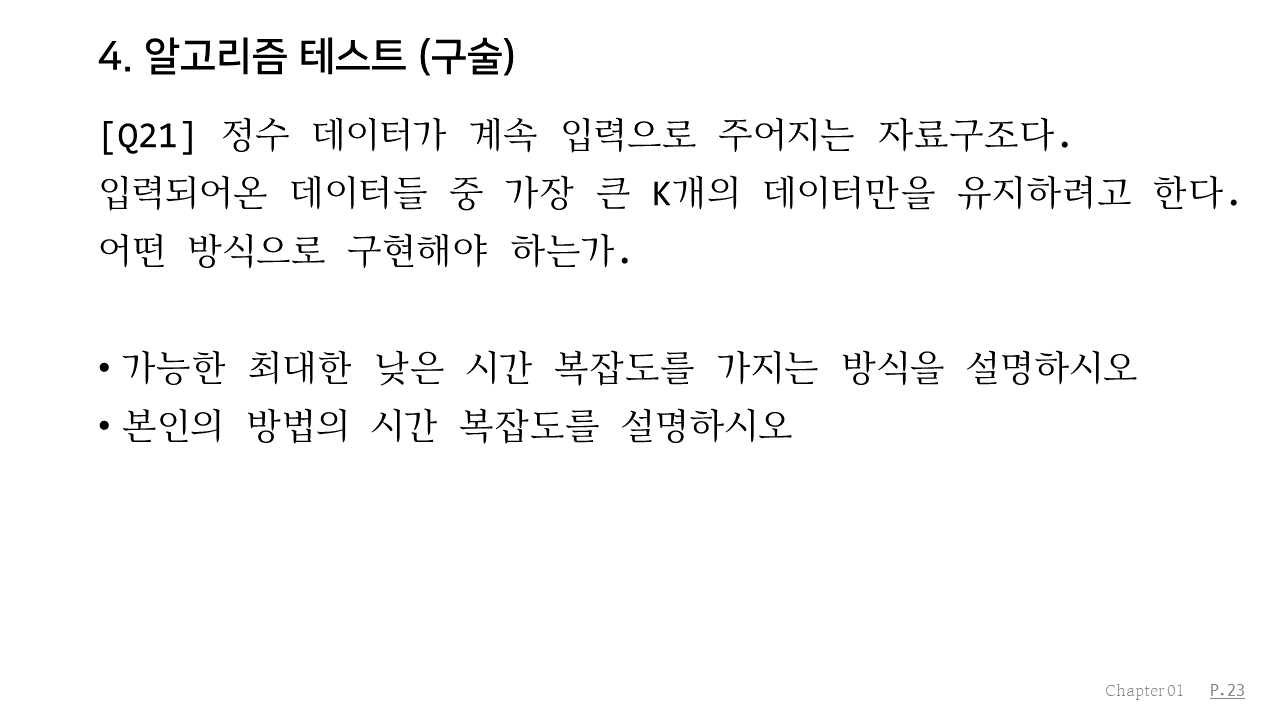 4. 알고리즘 테스트 (구술)
[Q21] 정수 데이터가 계속 입력으로 주어지는 자료구조다.
입력되어온 데이터들 중 가장 큰 K개의 데이터만을 유지하려고 한다.
어떤 방식으로 구현해야 하는가.
• 가능한 최대한 낮은 시간 복잡도를 가지는 방식을 설명하시오
• 본인의 방법의 시간 복잡도를 설명하시오
Chapter 01 P.23